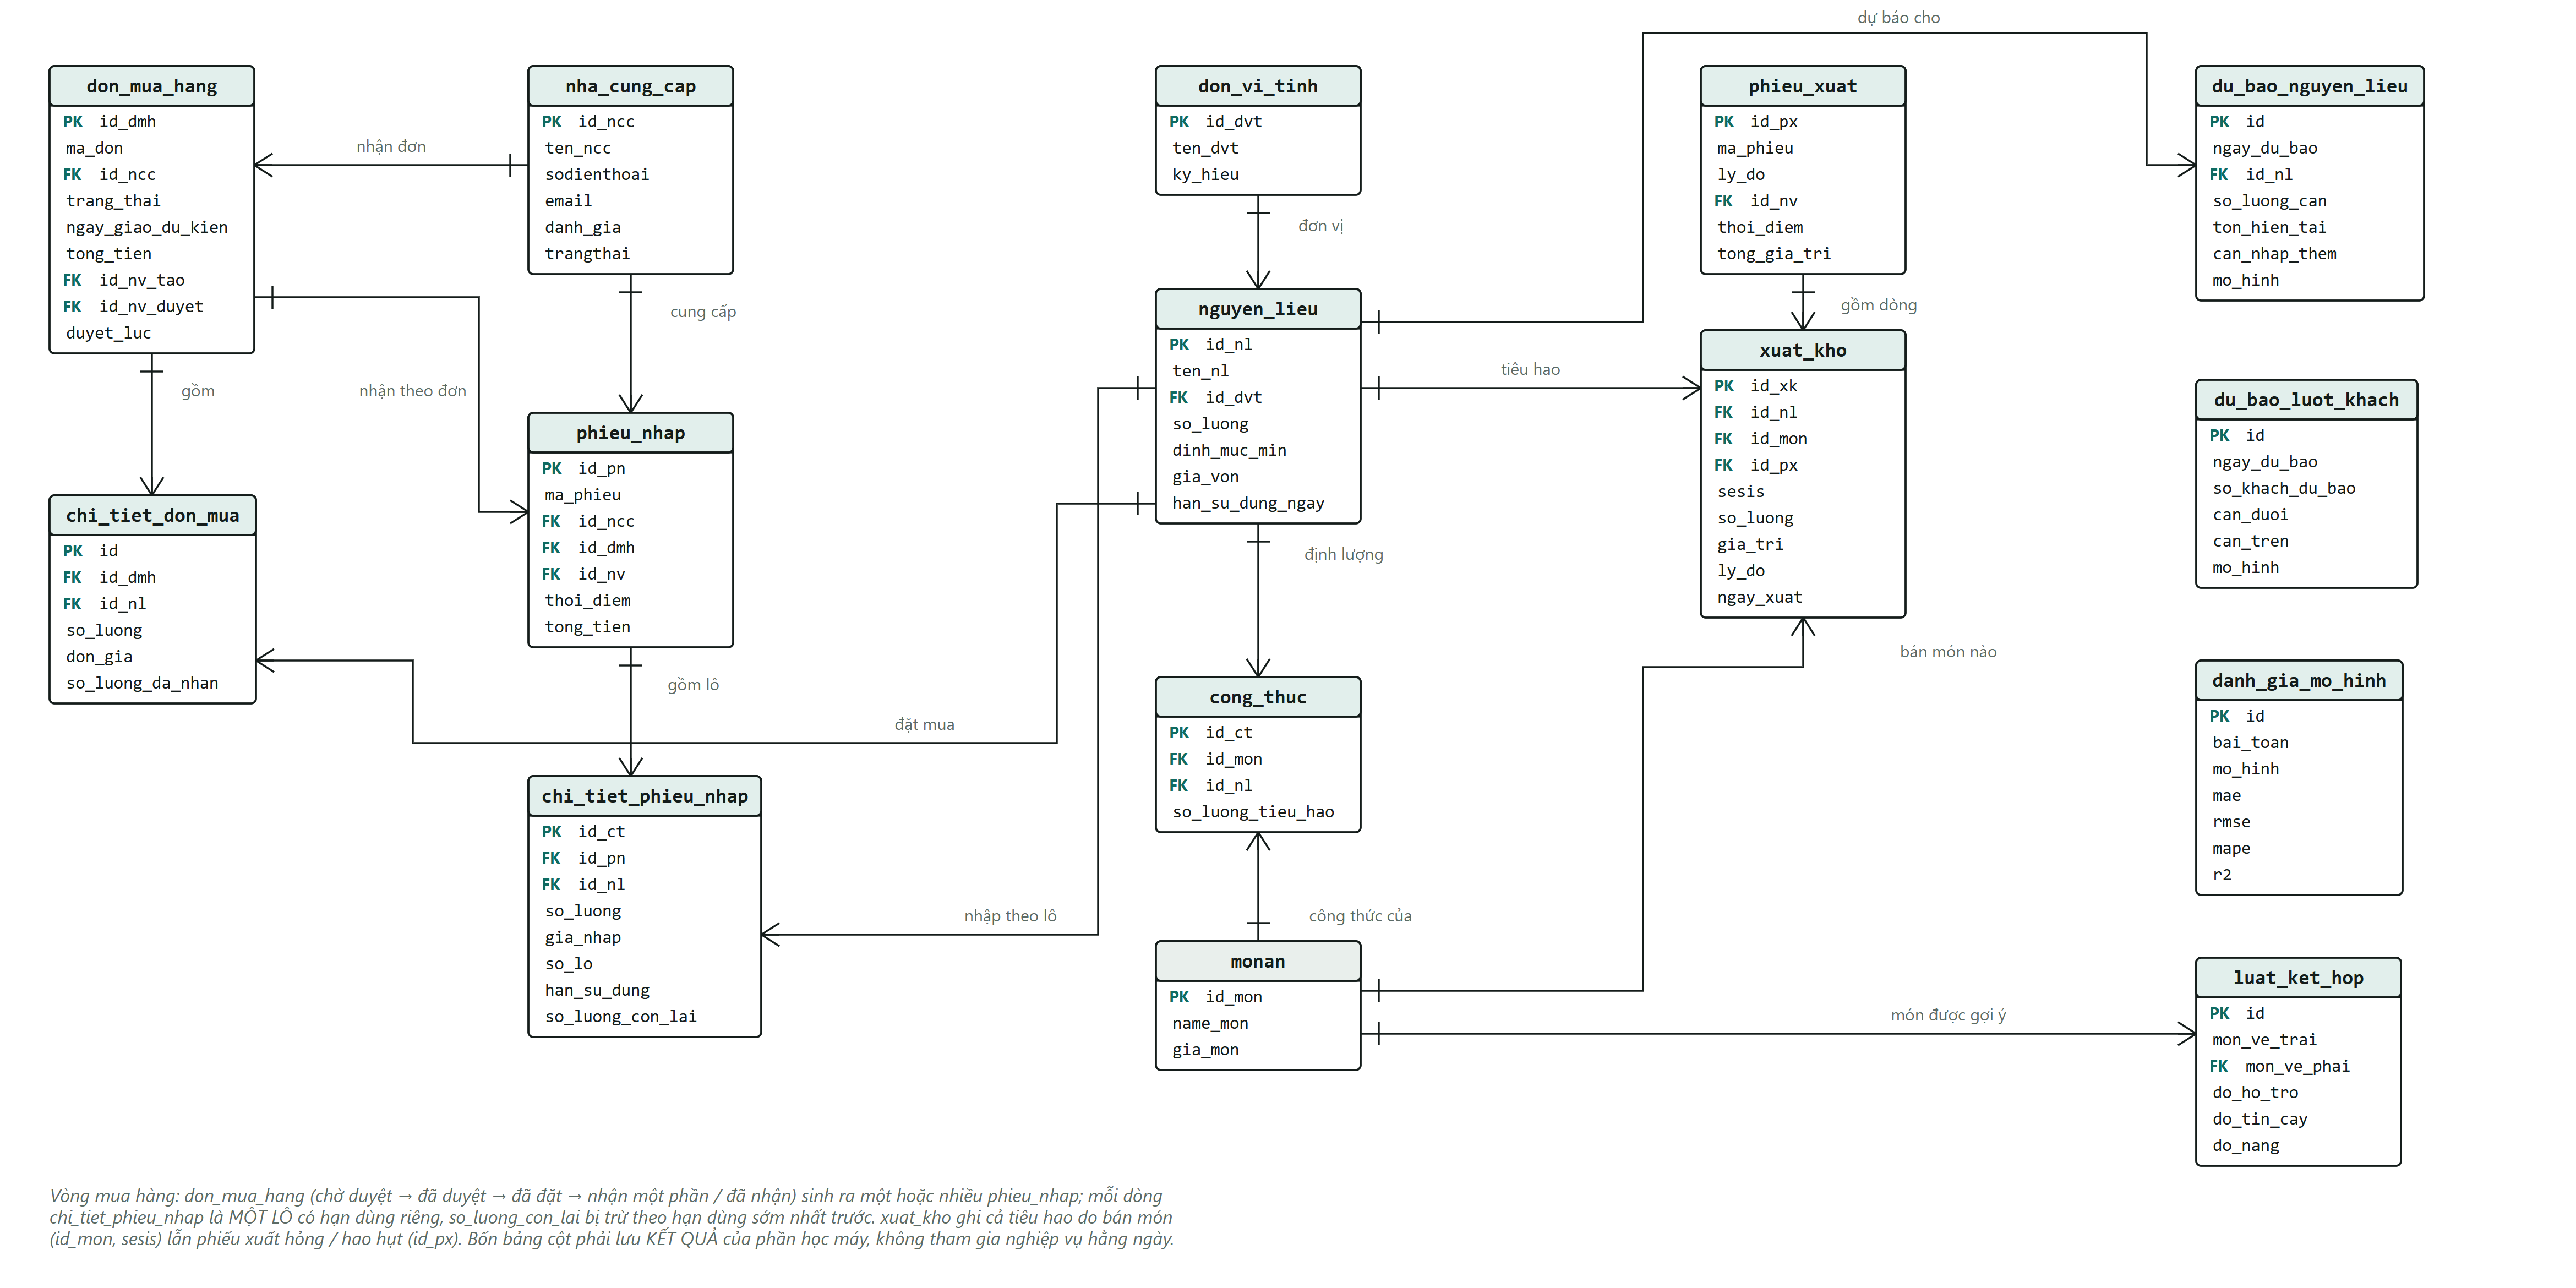 dự báo cho
don_mua_hang
PK id_dmh
ma_don
FK id_ncc
trang_thai
ngay_giao_du_kien
tong_tien
FK id_nv_tao
FK id_nv_duyet
duyet_luc
nhận đơn
nha_cung_cap
PK id_ncc
ten_ncc
sodienthoai
email
danh_gia
trangthai
don_vi_tinh
PK id_dvt
ten_dvt
ky_hieu
đơn vị
phieu_xuat
PK id_px
ma_phieu
ly_do
FK id_nv
thoi_diem
tong_gia_tri
du_bao_nguyen_lieu
PK id
ngay_du_bao
FK id_nl
so_luong_can
ton_hien_tai
can_nhap_them
mo_hinh
cung cấp
gồm dòng
gồm
nhận theo đơn
nguyen_lieu
PK id_nl
ten_nl
FK id_dvt
so_luong
dinh_muc_min
gia_von
han_su_dung_ngay
tiêu hao
xuat_kho
PK id_xk
FK id_nl
FK id_mon
FK id_px
sesis
so_luong
gia_tri
ly_do
ngay_xuat
du_bao_luot_khach
PK id
ngay_du_bao
so_khach_du_bao
can_duoi
can_tren
mo_hinh
chi_tiet_don_mua
PK id
FK id_dmh
FK id_nl
so_luong
don_gia
so_luong_da_nhan
phieu_nhap
PK id_pn
ma_phieu
FK id_ncc
FK id_dmh
FK id_nv
thoi_diem
tong_tien
định lượng
gồm lô
đặt mua
bán món nào
cong_thuc
PK id_ct
FK id_mon
FK id_nl
so_luong_tieu_hao
danh_gia_mo_hinh
PK id
bai_toan
mo_hinh
mae
rmse
mape
r2
chi_tiet_phieu_nhap
PK id_ct
FK id_pn
FK id_nl
so_luong
gia_nhap
so_lo
han_su_dung
so_luong_con_lai
nhập theo lô
công thức của
monan
PK id_mon
name_mon
gia_mon
món được gợi ý
luat_ket_hop
PK id
mon_ve_trai
FK mon_ve_phai
do_ho_tro
do_tin_cay
do_nang
Vòng mua hàng: don_mua_hang (chờ duyệt → đã duyệt → đã đặt → nhận một phần / đã nhận) sinh ra một hoặc nhiều phieu_nhap; mỗi dòng
chi_tiet_phieu_nhap là MỘT LÔ có hạn dùng riêng, so_luong_con_lai bị trừ theo hạn dùng sớm nhất trước. xuat_kho ghi cả tiêu hao do bán món
(id_mon, sesis) lẫn phiếu xuất hỏng / hao hụt (id_px). Bốn bảng cột phải lưu KẾT QUẢ của phần học máy, không tham gia nghiệp vụ hằng ngày.